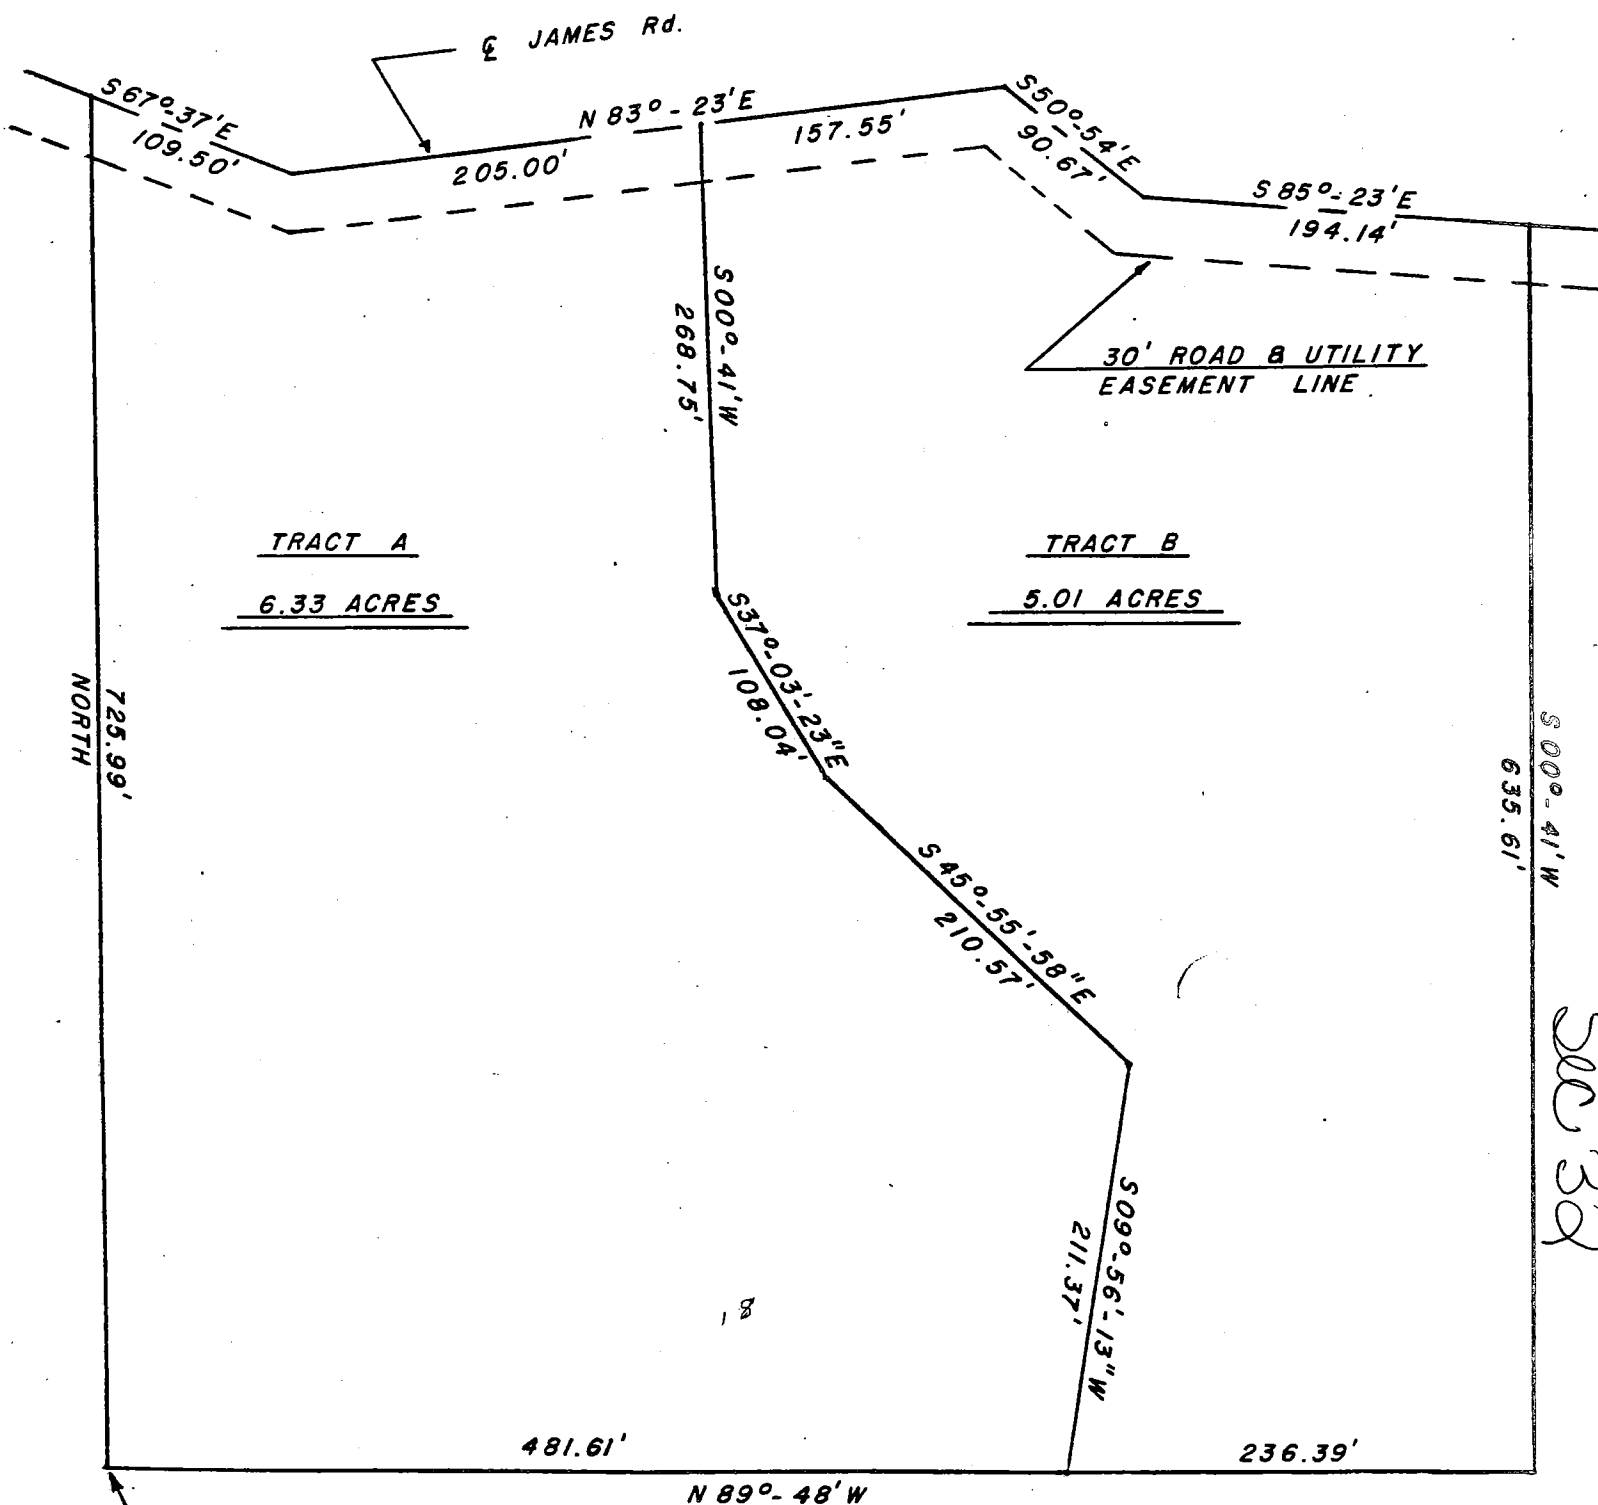 ℄ JAMES Rd.
S 67°-37'E
109.50'
N 83°-23'E
205.00'
157.55'
S 50°-54'E
90.67'
S 85°-23'E
194.14'
S 00°-41'W
268.75'
30' ROAD & UTILITY
EASEMENT LINE
TRACT A
6.33 ACRES
TRACT B
5.01 ACRES
S 37°-03'-23"E
108.04'
725.99'
NORTH
S 00°-41'W
635.61'
S 45°-55'-58"E
210.57'
Sec 32
S 09°-56'-13"W
211.37'
481.61'
236.39'
N 89°-48'W